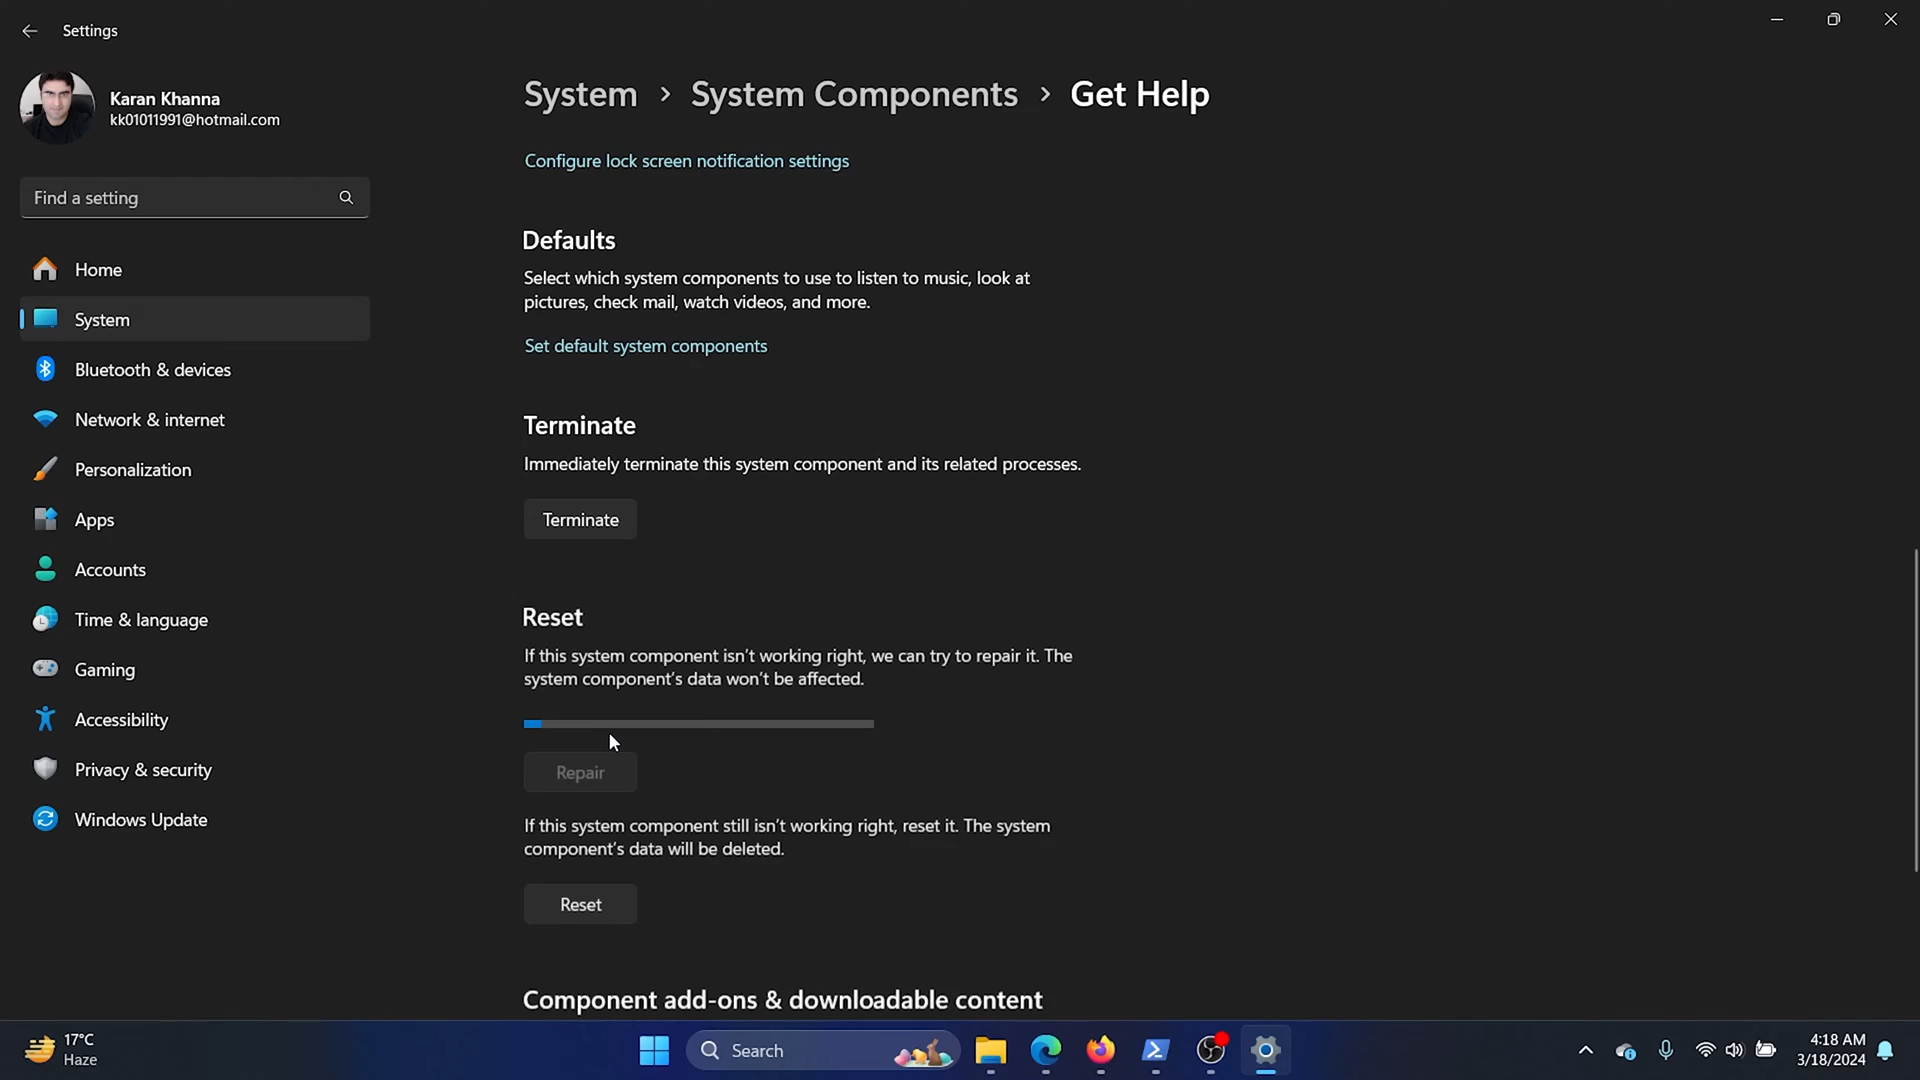 Settings
Karan Khanna
kk01011991@hotmail.com
Find a setting
Home
System
Bluetooth & devices
Network & internet
Personalization
Apps
Accounts
Time & language
Gaming
Accessibility
Privacy & security
Windows Update
System > System Components > Get Help
Configure lock screen notification settings
Defaults
Select which system components to use to listen to music, look at
pictures, check mail, watch videos, and more.
Set default system components
Terminate
Immediately terminate this system component and its related processes.
Terminate
Reset
If this system component isn't working right, we can try to repair it. The
system component's data won't be affected.
Repair
If this system component still isn't working right, reset it. The system
component's data will be deleted.
Reset
Component add-ons & downloadable content
17°C
Haze
Search
4:18 AM
3/18/2024